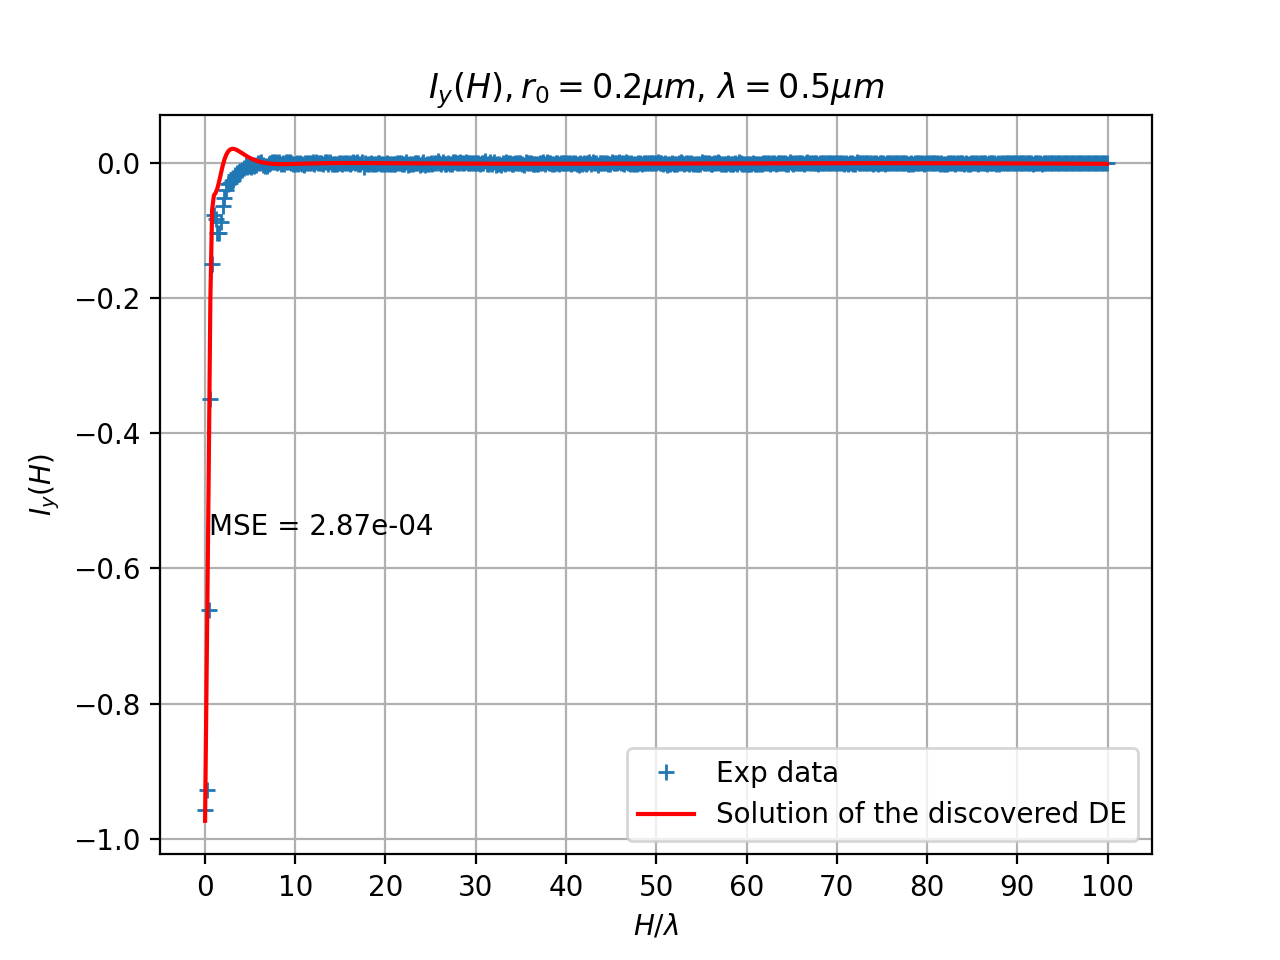 I_y(H), r_0 = 0.2μm, λ = 0.5μm
0.0
−0.2
−0.4
−0.6
−0.8
−1.0
I_y(H)
MSE = 2.87e-04
Exp data
Solution of the discovered DE
0 10 20 30 40 50 60 70 80 90 100
H/λ